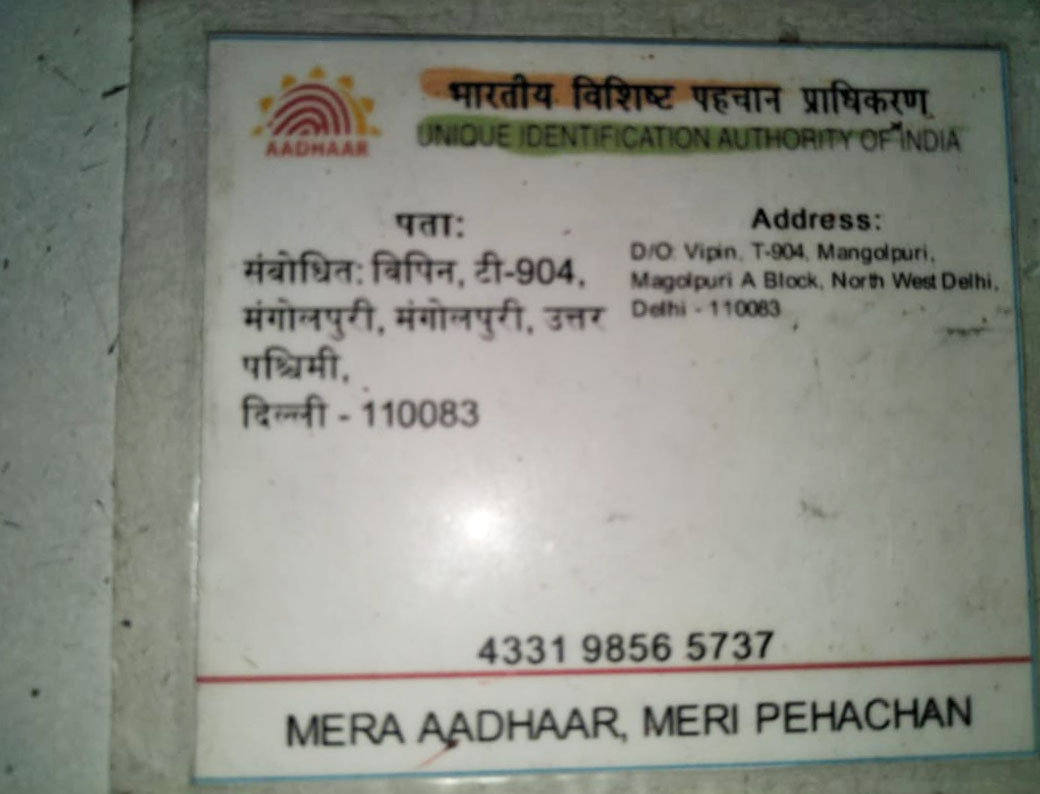 AADHAAR
भारतीय विशिष्ट पहचान प्राधिकरण
UNIQUE IDENTIFICATION AUTHORITY OF INDIA
पता:
संबोधित: विपिन, टी-904,
मंगोलपुरी, मंगोलपुरी, उत्तर
पश्चिमी,
दिल्ली - 110083
Address:
D/O: Vipin, T-904, Mangolpuri,
Magolpuri A Block, North West Delhi,
Delhi - 110083
4331 9856 5737
MERA AADHAAR, MERI PEHACHAN